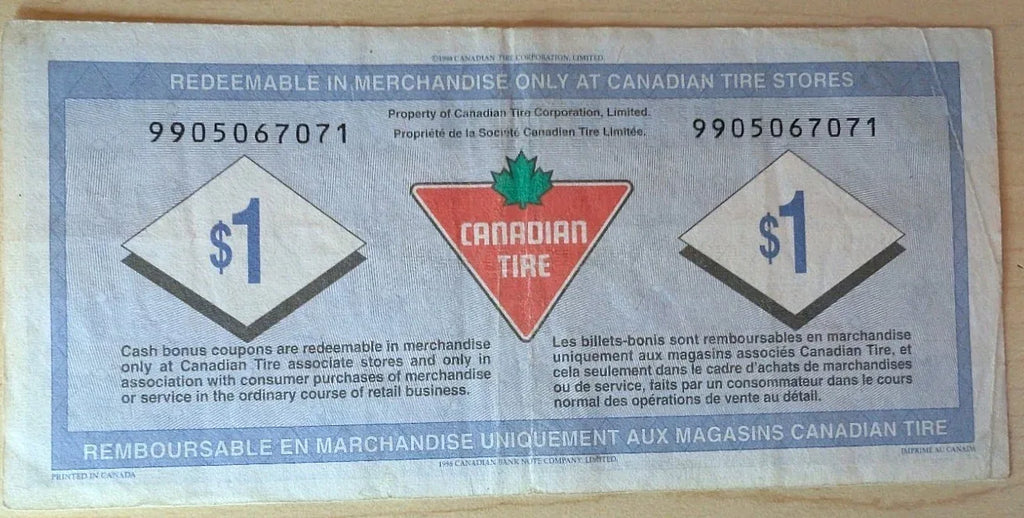 ©1996 CANADIAN TIRE CORPORATION, LIMITED.
REDEEMABLE IN MERCHANDISE ONLY AT CANADIAN TIRE STORES
Property of Canadian Tire Corporation, Limited.
Propriété de la Société Canadien Tire Limitée.
9905067071
9905067071
$1
CANADIAN
TIRE
$1
Cash bonus coupons are redeemable in merchandise
only at Canadian Tire associate stores and only in
association with consumer purchases of merchandise
or service in the ordinary course of retail business.
Les billets-bonis sont remboursables en marchandise
uniquement aux magasins associés Canadian Tire, et
cela seulement dans le cadre d'achats de marchandises
ou de service, faits par un consommateur dans le cours
normal des opérations de vente au détail.
REMBOURSABLE EN MARCHANDISE UNIQUEMENT AUX MAGASINS CANADIAN TIRE
PRINTED IN CANADA
1996 CANADIAN BANK NOTE COMPANY, LIMITED.
IMPRIMÉ AU CANADA